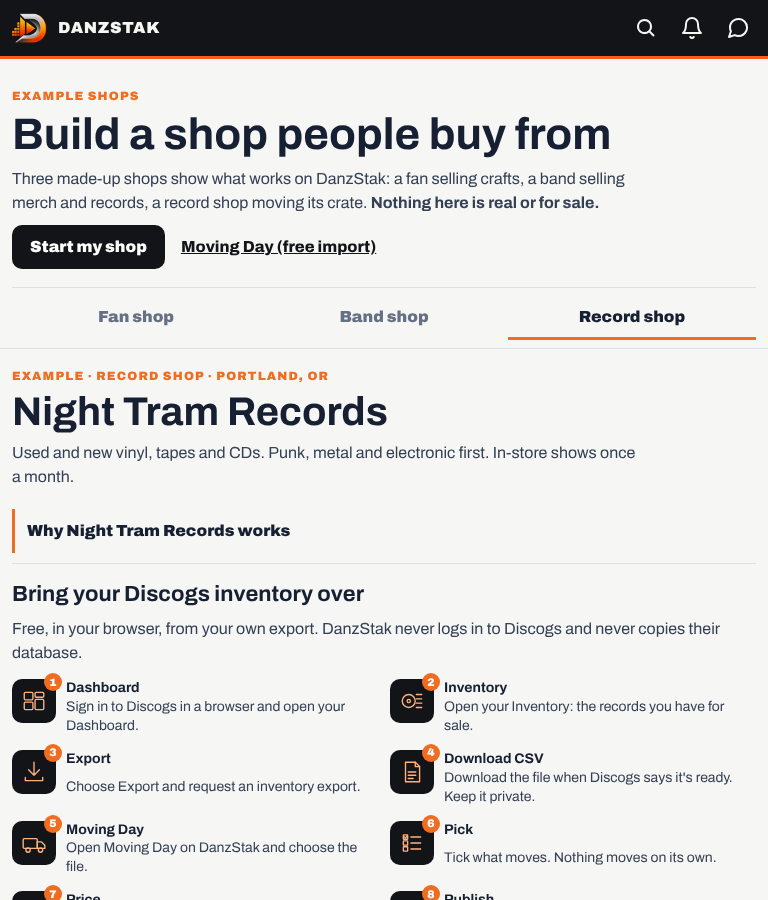 DANZSTAK
EXAMPLE SHOPS
Build a shop people buy from
Three made-up shops show what works on DanzStak: a fan selling crafts, a band selling
merch and records, a record shop moving its crate. Nothing here is real or for sale.
Start my shop
Moving Day (free import)
Fan shop
Band shop
Record shop
EXAMPLE · RECORD SHOP · PORTLAND, OR
Night Tram Records
Used and new vinyl, tapes and CDs. Punk, metal and electronic first. In-store shows once
a month.
Why Night Tram Records works
Bring your Discogs inventory over
Free, in your browser, from your own export. DanzStak never logs in to Discogs and never copies their
database.
1
Dashboard
Sign in to Discogs in a browser and open your
Dashboard.
2
Inventory
Open your Inventory: the records you have for
sale.
3
Export
Choose Export and request an inventory export.
4
Download CSV
Download the file when Discogs says it's ready.
Keep it private.
5
Moving Day
Open Moving Day on DanzStak and choose the
file.
6
Pick
Tick what moves. Nothing moves on its own.
7
Price
8
Publish